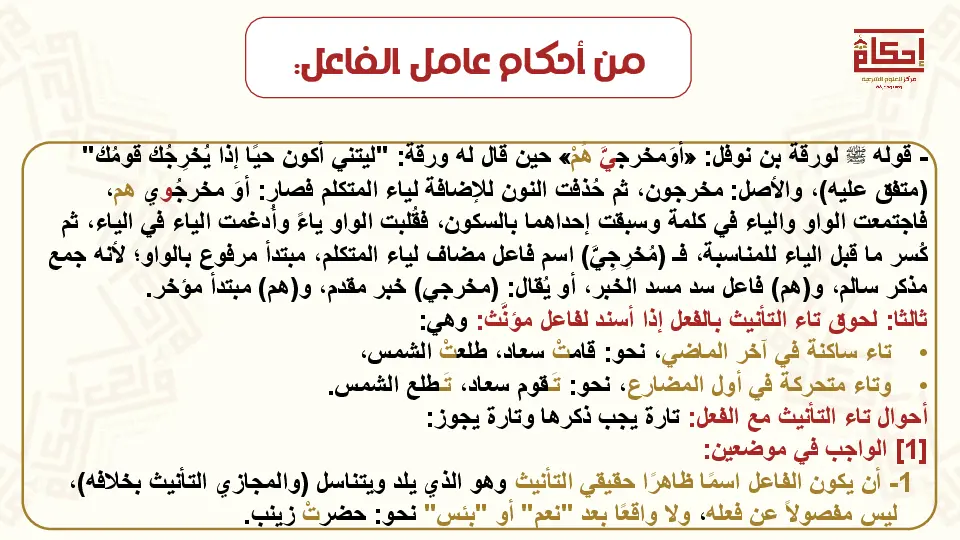 إحكام
مركز للعلوم الشرعية
من أحكام عامل الفاعل:
- قوله ﷺ لورقة بن نوفل: «أوَمخرجيَّ هُمْ» حين قال له ورقة: "ليتني أكون حيًا إذا يُخرِجُك قومُك"
(متفق عليه)، والأصل: مخرجون، ثم حُذفت النون للإضافة لياء المتكلم فصار: أوَ مخرجُوي هم،
فاجتمعت الواو والياء في كلمة وسبقت إحداهما بالسكون، فقُلبت الواو ياءً وأُدغمت الياء في الياء، ثم
كُسر ما قبل الياء للمناسبة، فـ (مُخرِجِيَّ) اسم فاعل مضاف لياء المتكلم، مبتدأ مرفوع بالواو؛ لأنه جمع
مذكر سالم، و(هم) فاعل سد مسد الخبر، أو يُقال: (مخرجي) خبر مقدم، و(هم) مبتدأ مؤخر.
ثالثا: لحوق تاء التأنيث بالفعل إذا أسند لفاعل مؤنَّث: وهي:
• تاء ساكنة في آخر الماضي، نحو: قامتْ سعاد، طلعتْ الشمس،
• وتاء متحركة في أول المضارع، نحو: تَـقوم سعاد، تَـطلع الشمس.
أحوال تاء التأنيث مع الفعل: تارة يجب ذكرها وتارة يجوز:
[1] الواجب في موضعين:
1- أن يكون الفاعل اسمًا ظاهرًا حقيقي التأنيث وهو الذي يلد ويتناسل (والمجازي التأنيث بخلافه)،
ليس مفصولاً عن فعله، ولا واقعًا بعد "نعم" أو "بئس" نحو: حضرتْ زينب.